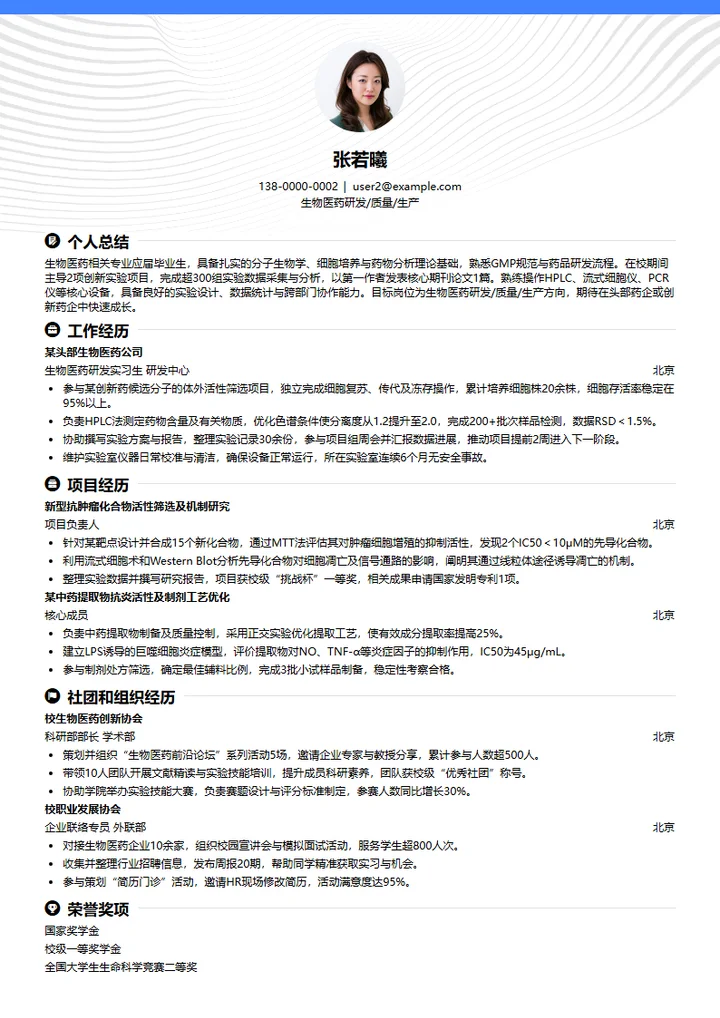 张若曦
138-0000-0002 | user2@example.com
生物医药研发/质量/生产
个人总结
生物医药相关专业应届毕业生，具备扎实的分子生物学、细胞培养与药物分析理论基础，熟悉GMP规范与药品研发流程。在校期间
主导2项创新实验项目，完成超300组实验数据采集与分析，以第一作者发表核心期刊论文1篇。熟练操作HPLC、流式细胞仪、PCR
仪等核心设备，具备良好的实验设计、数据统计与跨部门协作能力。目标岗位为生物医药研发/质量/生产方向，期待在头部药企或创
新药企中快速成长。
工作经历
某头部生物医药公司
生物医药研发实习生 研发中心 北京
• 参与某创新药候选分子的体外活性筛选项目，独立完成细胞复苏、传代及冻存操作，累计培养细胞株20余株，细胞存活率稳定在
95%以上。
• 负责HPLC法测定药物含量及有关物质，优化色谱条件使分离度从1.2提升至2.0，完成200+批次样品检测，数据RSD＜1.5%。
• 协助撰写实验方案与报告，整理实验记录30余份，参与项目组周会并汇报数据进展，推动项目提前2周进入下一阶段。
• 维护实验室仪器日常校准与清洁，确保设备正常运行，所在实验室连续6个月无安全事故。
项目经历
新型抗肿瘤化合物活性筛选及机制研究
项目负责人 北京
• 针对某靶点设计并合成15个新化合物，通过MTT法评估其对肿瘤细胞增殖的抑制活性，发现2个IC50＜10μM的先导化合物。
• 利用流式细胞术和Western Blot分析先导化合物对细胞凋亡及信号通路的影响，阐明其通过线粒体途径诱导凋亡的机制。
• 整理实验数据并撰写研究报告，项目获校级“挑战杯”一等奖，相关成果申请国家发明专利1项。
某中药提取物抗炎活性及制剂工艺优化
核心成员 北京
• 负责中药提取物制备及质量控制，采用正交实验优化提取工艺，使有效成分提取率提高25%。
• 建立LPS诱导的巨噬细胞炎症模型，评价提取物对NO、TNF-α等炎症因子的抑制作用，IC50为45μg/mL。
• 参与制剂处方筛选，确定最佳辅料比例，完成3批小试样品制备，稳定性考察合格。
社团和组织经历
校生物医药创新协会
科研部部长 学术部 北京
• 策划并组织“生物医药前沿论坛”系列活动5场，邀请企业专家与教授分享，累计参与人数超500人。
• 带领10人团队开展文献精读与实验技能培训，提升成员科研素养，团队获校级“优秀社团”称号。
• 协助学院举办实验技能大赛，负责赛题设计与评分标准制定，参赛人数同比增长30%。
校职业发展协会
企业联络专员 外联部 北京
• 对接生物医药企业10余家，组织校园宣讲会与模拟面试活动，服务学生超800人次。
• 收集并整理行业招聘信息，发布周报20期，帮助同学精准获取实习与机会。
• 参与策划“简历门诊”活动，邀请HR现场修改简历，活动满意度达95%。
荣誉奖项
国家奖学金
校级一等奖学金
全国大学生生命科学竞赛二等奖